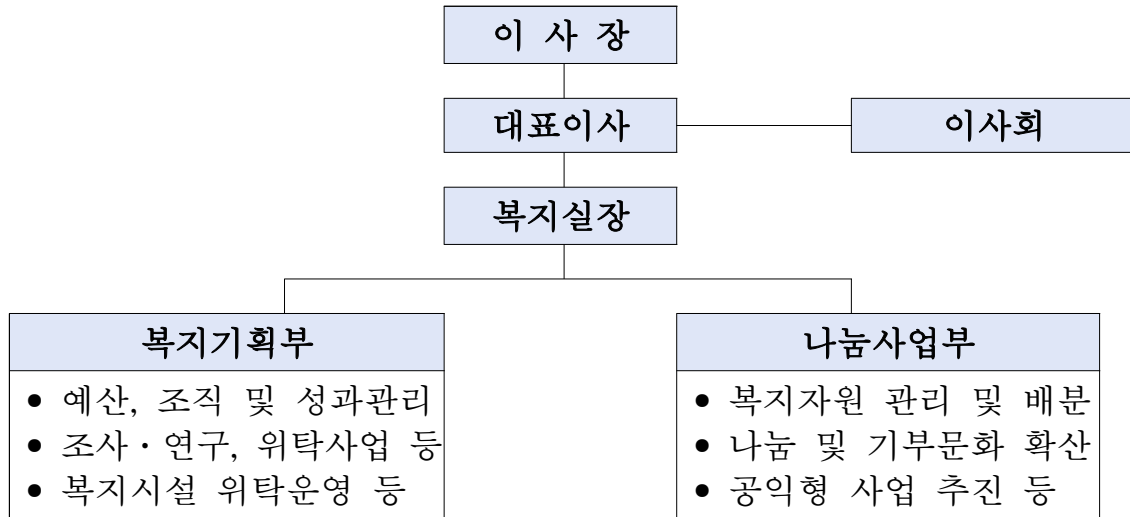 이 사 장
대표이사
이사회
복지실장
복지기획부
• 예산, 조직 및 성과관리
• 조사·연구, 위탁사업 등
• 복지시설 위탁운영 등
나눔사업부
• 복지자원 관리 및 배분
• 나눔 및 기부문화 확산
• 공익형 사업 추진 등